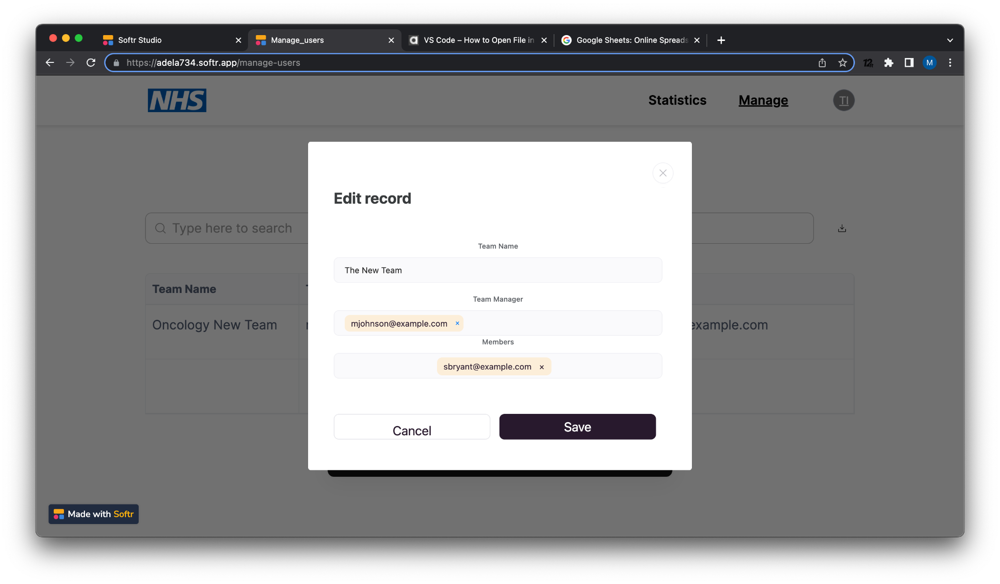 Softr Studio
Manage_users
VS Code – How to Open File in
Google Sheets: Online Spreads
https://adela734.softr.app/manage-users
12ft
M
NHS
Statistics
Manage
TI
Edit record
Type here to search
Team Name
The New Team
Team Name
Team Manager
Oncology New Team
mjohnson@example.com
example.com
Members
sbryant@example.com
Cancel
Save
Made with Softr